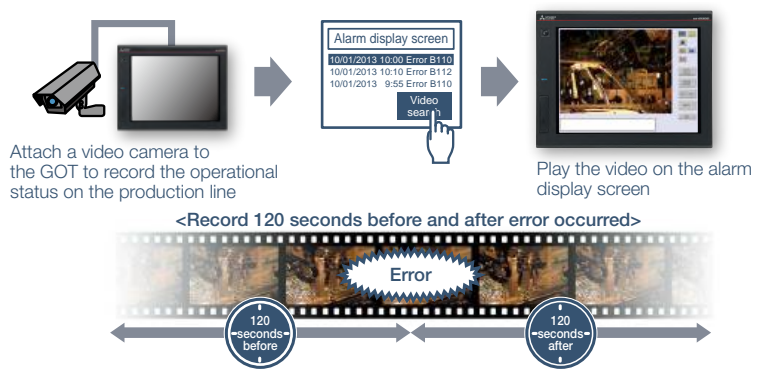 Alarm display screen
10/01/2013 10:00 Error B110
10/01/2013 10:10 Error B112
10/01/2013 9:55 Error B110
Video
search
Attach a video camera to
the GOT to record the operational
status on the production line
Play the video on the alarm
display screen
<Record 120 seconds before and after error occurred>
Error
120
seconds
before
120
seconds
after